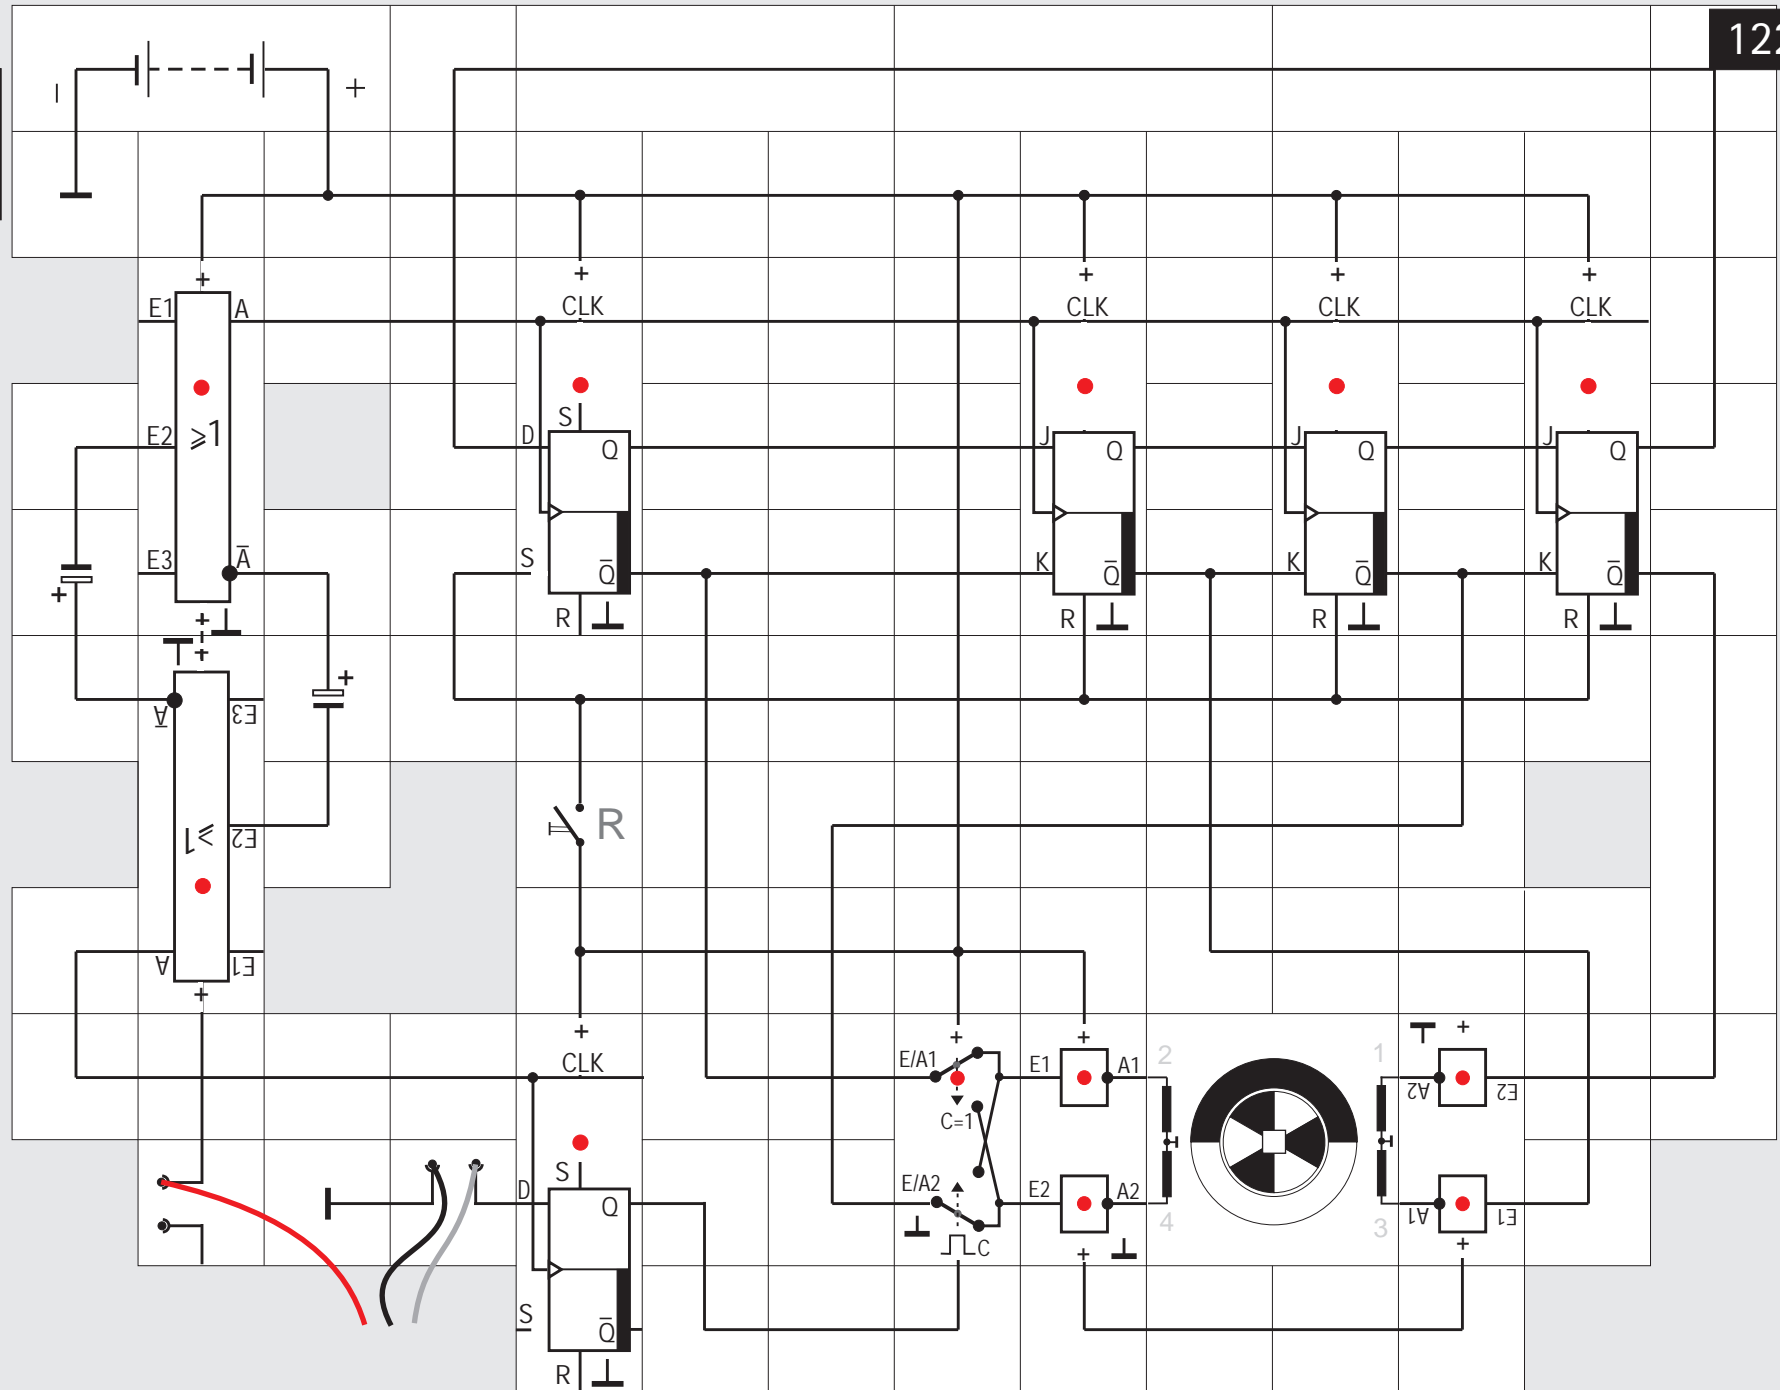 122
– +
+ + + + +
E1 A CLK CLK CLK CLK
S
E2 ≥1 D Q J Q J Q J Q
E3 A̅ S Q̅ K Q̅ K Q̅ K Q̅
+ + R R R R
+ +
A̅ E3
R
≥1 E2
A E1
+ + + + +
CLK E/A1 E1 A1 2 1 A2 E2
C=1
S
D Q E/A2 E2 A2 4 3 A1 E1
C + +
S Q̅
R